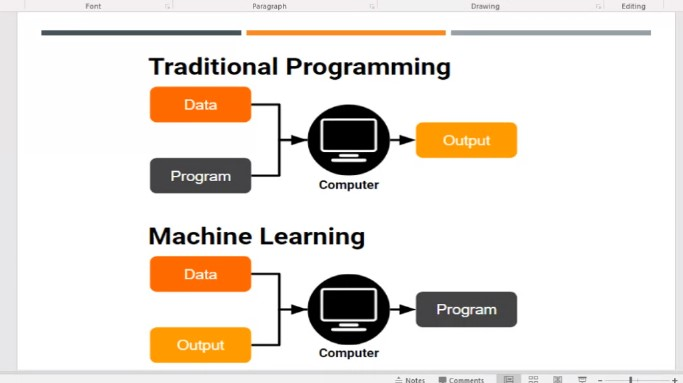 Font Paragraph Drawing Editing
Traditional Programming
Data
Program
Computer
Output
Machine Learning
Data
Output
Computer
Program
Notes Comments